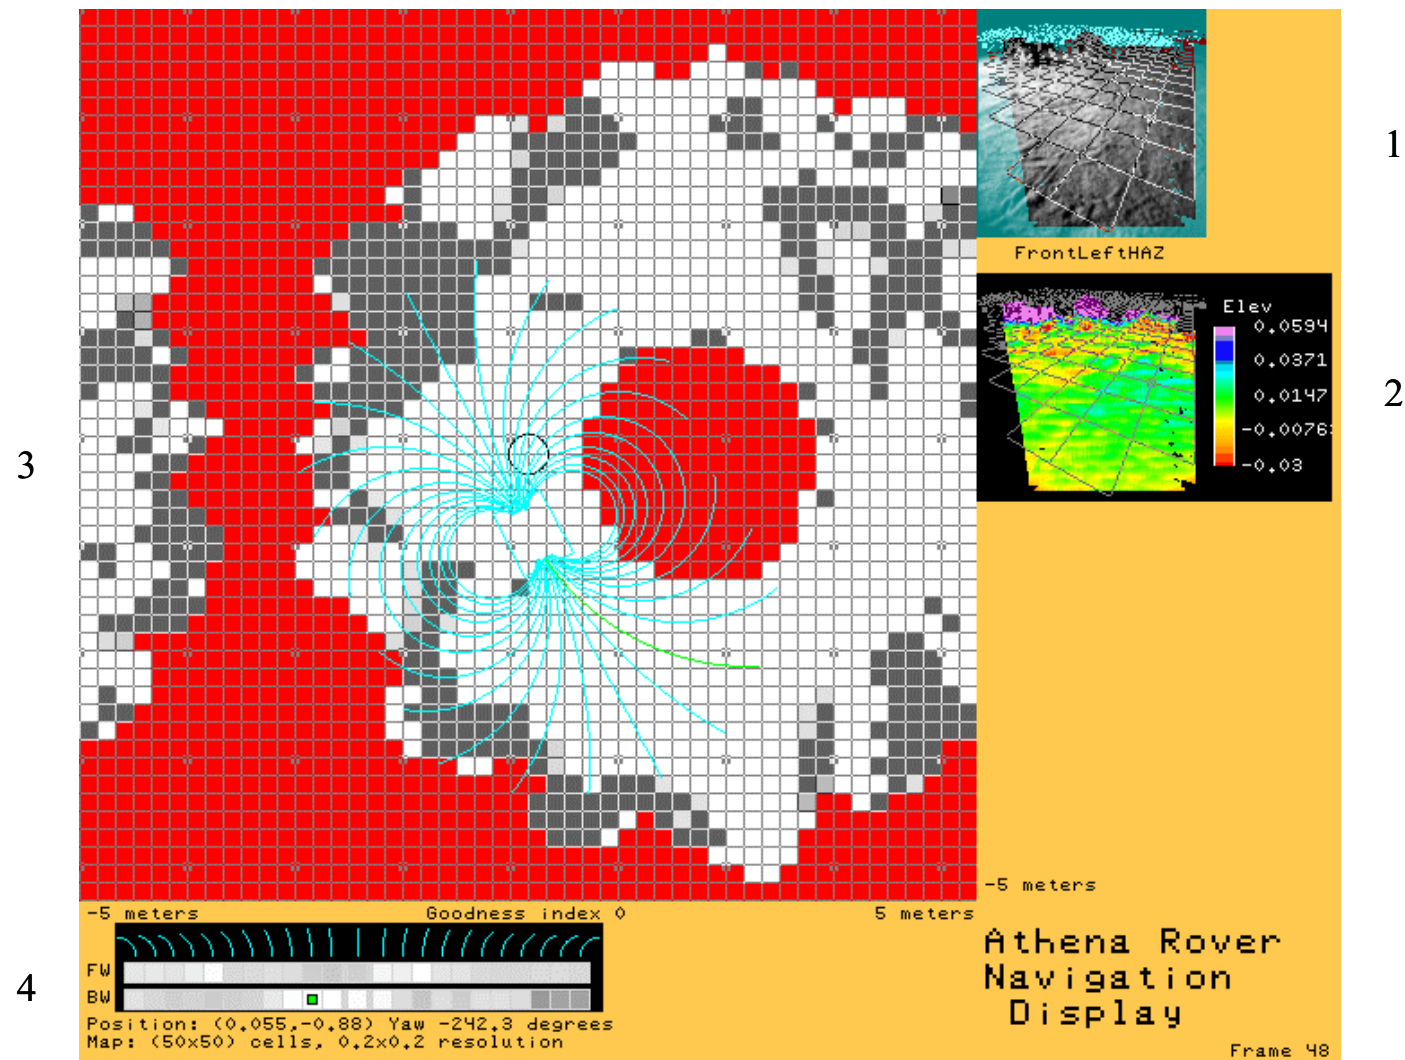 1
FrontLeftHAZ
Elev
0.0594
0.0371
0.0147
-0.0076
-0.03
2
3
-5 meters
-5 meters
Goodness index 0
5 meters
FW
BW
4
Position: (0.055,-0.88) Yaw -242.3 degrees
Map: (50x50) cells, 0.2x0.2 resolution
Athena Rover
Navigation
Display
Frame 48